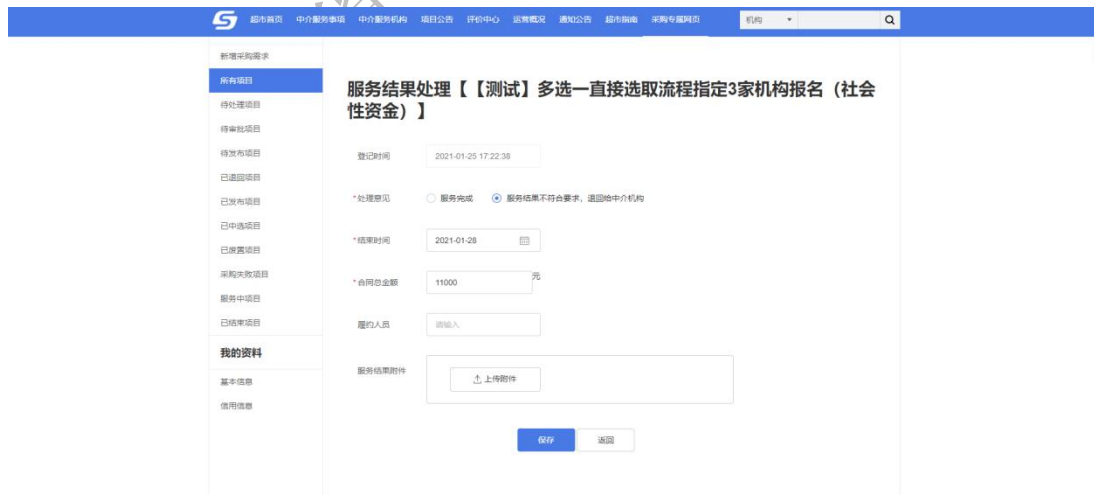 超市首页 中介服务事项 中介服务机构 项目公告 评价中心 运营概况 通知公告 超市指南 采购专属网页 机构
新增采购需求
所有项目
待处理项目
待审批项目
待发布项目
已退回项目
已发布项目
已中选项目
已废置项目
采购失败项目
服务中项目
已结束项目
我的资料
基本信息
信用信息
服务结果处理【【测试】多选一直接选取流程指定3家机构报名（社会
性资金）】
登记时间 2021-01-25 17:22:38
*处理意见 服务完成 服务结果不符合要求，退回给中介机构
*结束时间 2021-01-28
*合同总金额 11000 元
履约人员 请输入
服务结果附件 上传附件
保存 返回